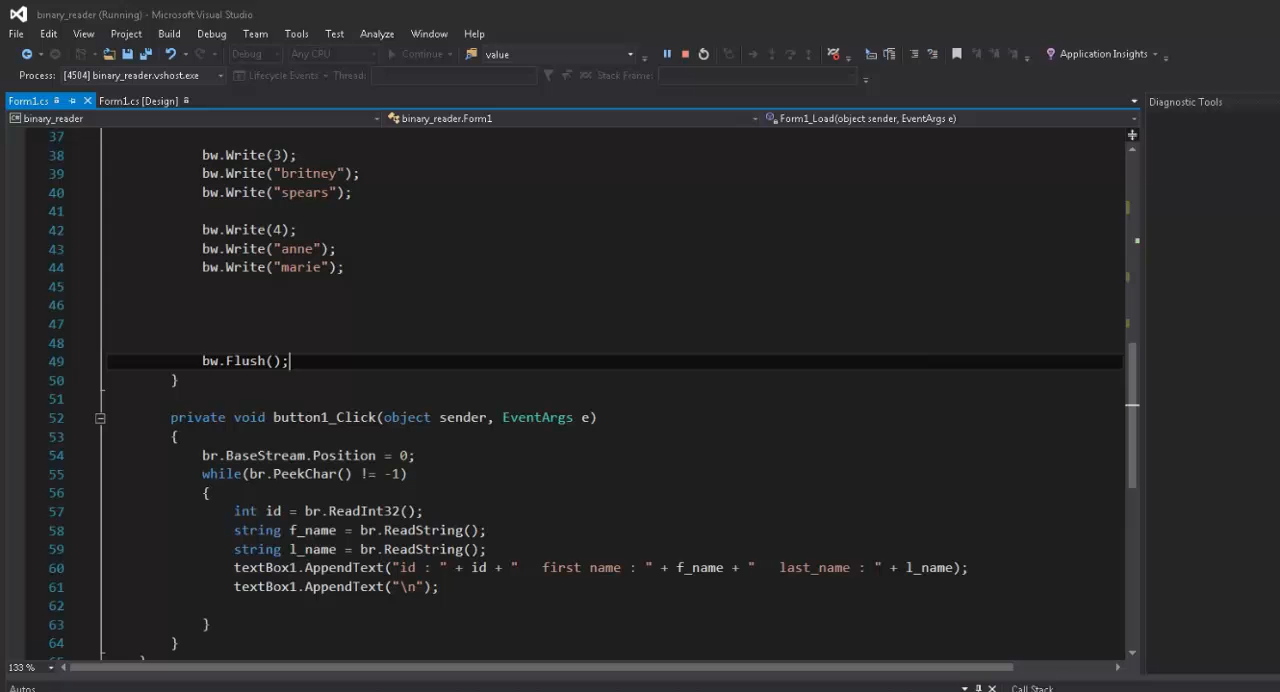 binary_reader (Running) - Microsoft Visual Studio
File Edit View Project Build Debug Team Tools Test Analyze Window Help
Debug Any CPU Continue value Application Insights
Process: [4504] binary_reader.vshost.exe Lifecycle Events Thread: Stack Frame:
Form1.cs Form1.cs [Design] Diagnostic Tools
binary_reader binary_reader.Form1 Form1_Load(object sender, EventArgs e)
37
38 bw.Write(3);
39 bw.Write("britney");
40 bw.Write("spears");
41
42 bw.Write(4);
43 bw.Write("anne");
44 bw.Write("marie");
45
46
47
48
49 bw.Flush();
50 }
51
52 private void button1_Click(object sender, EventArgs e)
53 {
54 br.BaseStream.Position = 0;
55 while(br.PeekChar() != -1)
56 {
57 int id = br.ReadInt32();
58 string f_name = br.ReadString();
59 string l_name = br.ReadString();
60 textBox1.AppendText("id : " + id + "   first name : " + f_name + "   last_name : " + l_name);
61 textBox1.AppendText("\n");
62
63 }
64 }
133 %
Autos Call Stack